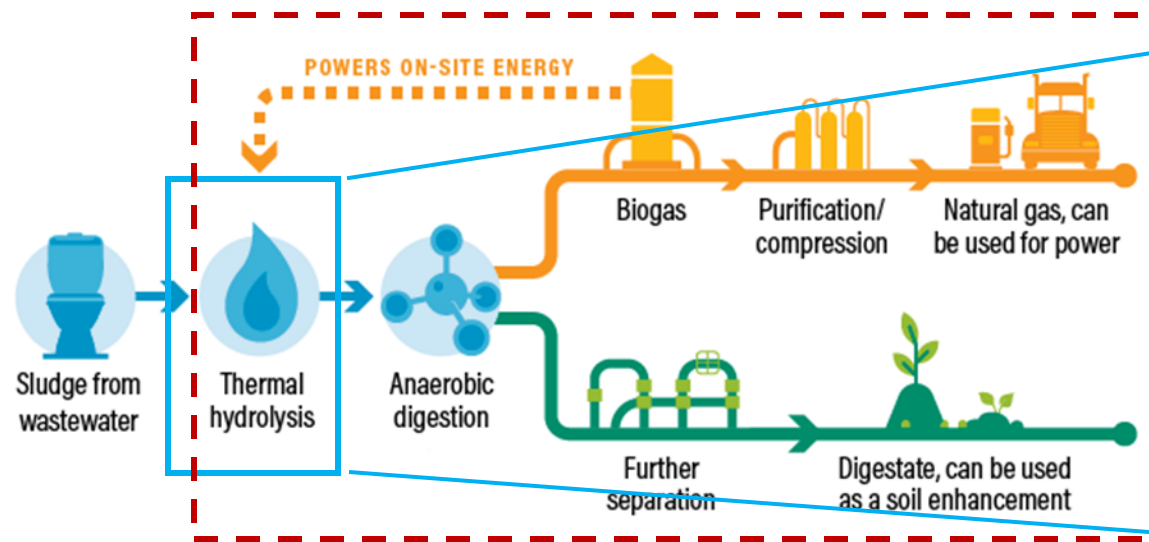 POWERS ON-SITE ENERGY
Biogas
Purification/
compression
Natural gas, can
be used for power
Sludge from
wastewater
Thermal
hydrolysis
Anaerobic
digestion
Further
separation
Digestate, can be used
as a soil enhancement